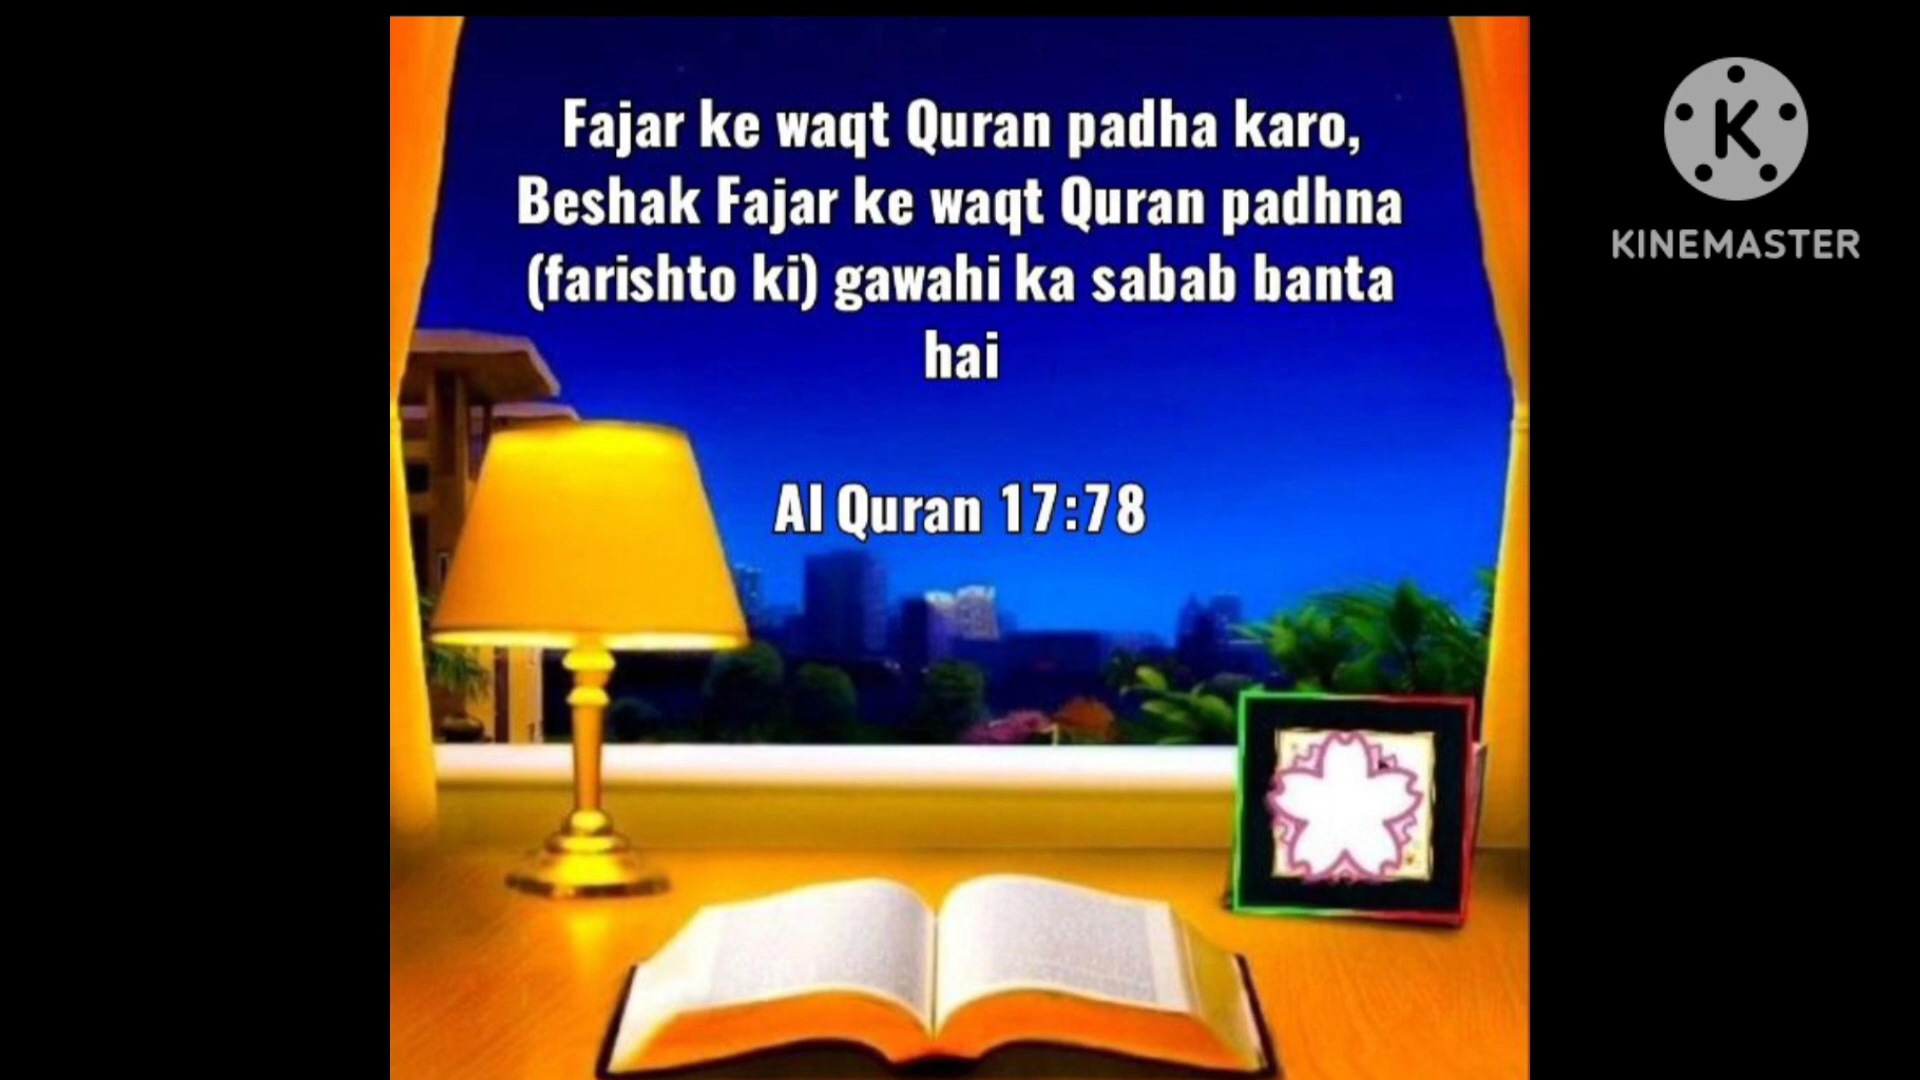 Fajar ke waqt Quran padha karo,
Beshak Fajar ke waqt Quran padhna
(farishto ki) gawahi ka sabab banta
hai
Al Quran 17:78
K
KINEMASTER